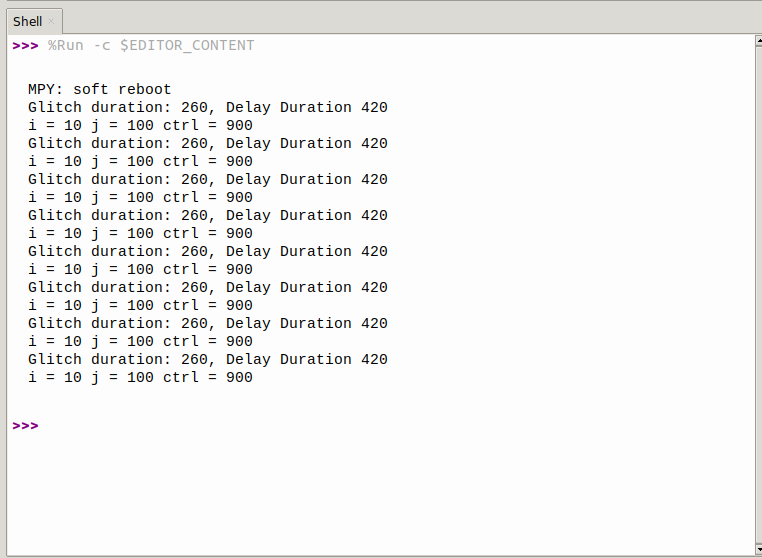 Shell
>>> %Run -c $EDITOR_CONTENT
MPY: soft reboot
Glitch duration: 260, Delay Duration 420
i = 10 j = 100 ctrl = 900
Glitch duration: 260, Delay Duration 420
i = 10 j = 100 ctrl = 900
Glitch duration: 260, Delay Duration 420
i = 10 j = 100 ctrl = 900
Glitch duration: 260, Delay Duration 420
i = 10 j = 100 ctrl = 900
Glitch duration: 260, Delay Duration 420
i = 10 j = 100 ctrl = 900
Glitch duration: 260, Delay Duration 420
i = 10 j = 100 ctrl = 900
Glitch duration: 260, Delay Duration 420
i = 10 j = 100 ctrl = 900
Glitch duration: 260, Delay Duration 420
i = 10 j = 100 ctrl = 900
>>>